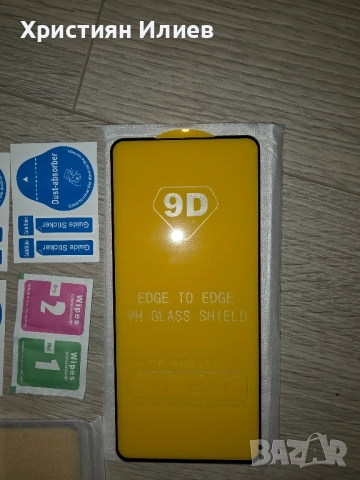 Християн Илиев
Dust-absorber
Guide Sticker
Guide Sticker
2
Wipes
1
Wipes
9D
EDGE TO EDGE
9H GLASS SHIELD
BAZAR